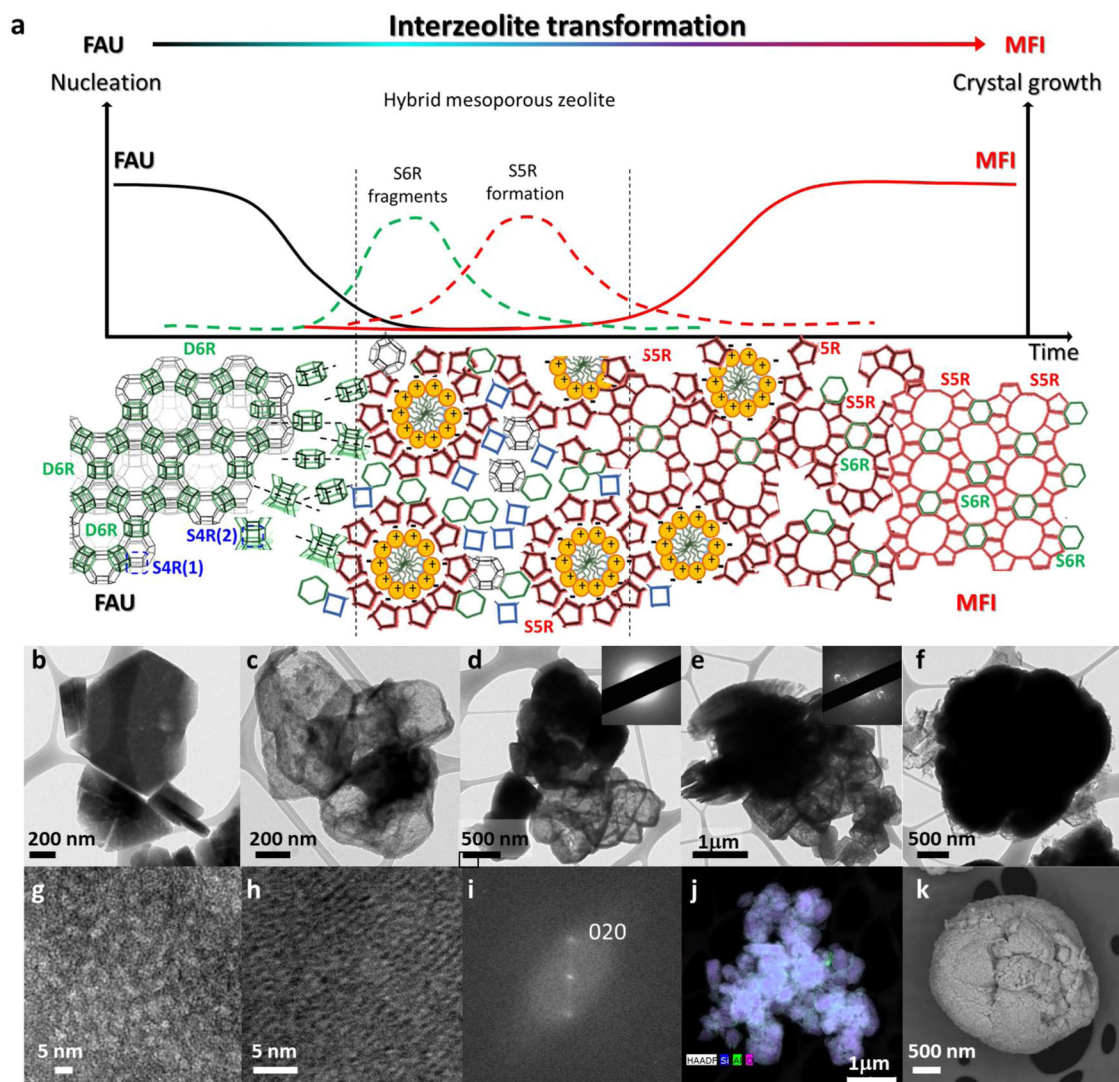 a
Interzeolite transformation
FAU
MFI
Nucleation
Crystal growth
Hybrid mesoporous zeolite
FAU
MFI
S6R
fragments
S5R
formation
Time
D6R
S5R
5R
S5R
S5R
D6R
S5R
S6R
D6R
S6R
S4R(2)
S4R(1)
S6R
FAU
S5R
MFI
b
200 nm
c
200 nm
d
500 nm
e
1μm
f
500 nm
g
5 nm
h
5 nm
i
020
j
HAADF Si Al O
1μm
k
500 nm